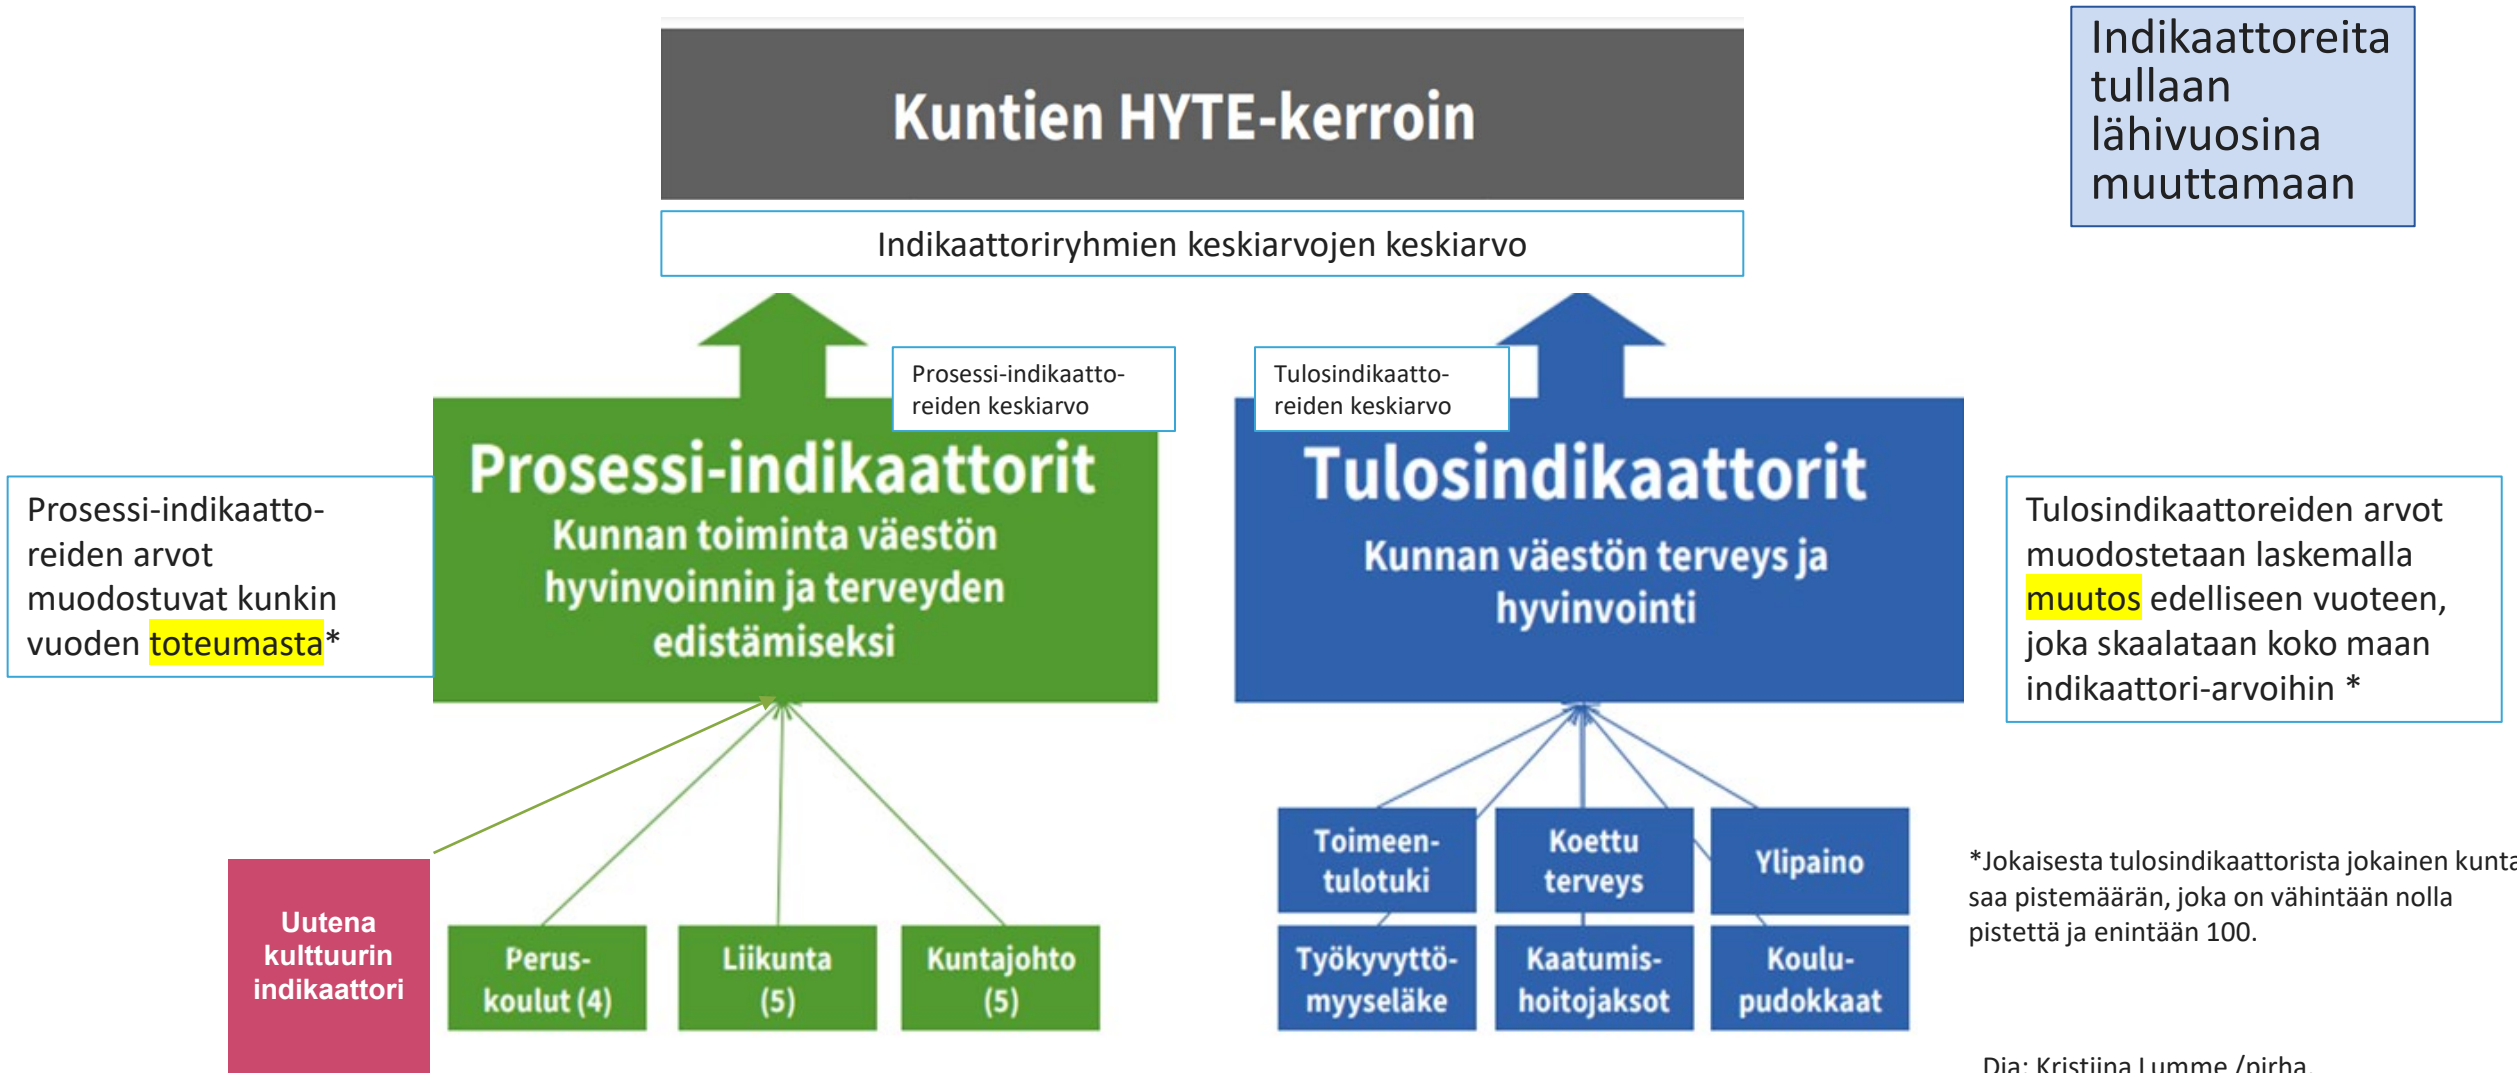 Kuntien HYTE-kerroin
Indikaattoreita
tullaan
lähivuosina
muuttamaan
Indikaattoriryhmien keskiarvojen keskiarvo
Prosessi-indikaatto-
reiden keskiarvo
Tulosindikaatto-
reiden keskiarvo
Prosessi-indikaatto-
reiden arvot
muodostuvat kunkin
vuoden toteumasta*
Prosessi-indikaattorit
Kunnan toiminta väestön
hyvinvoinnin ja terveyden
edistämiseksi
Tulosindikaattorit
Kunnan väestön terveys ja
hyvinvointi
Tulosindikaattoreiden arvot
muodostetaan laskemalla
muutos edelliseen vuoteen,
joka skaalataan koko maan
indikaattori-arvoihin *
Uutena
kulttuurin
indikaattori
Perus-
koulut (4)
Liikunta
(5)
Kuntajohto
(5)
Toimeen-
tulotuki
Koettu
terveys
Ylipaino
Työkyvyttö-
myyseläke
Kaatumis-
hoitojaksot
Koulu-
pudokkaat
*Jokaisesta tulosindikaattorista jokainen kunta
saa pistemäärän, joka on vähintään nolla
pistettä ja enintään 100.
Dia: Kristiina Lumme /pirha.